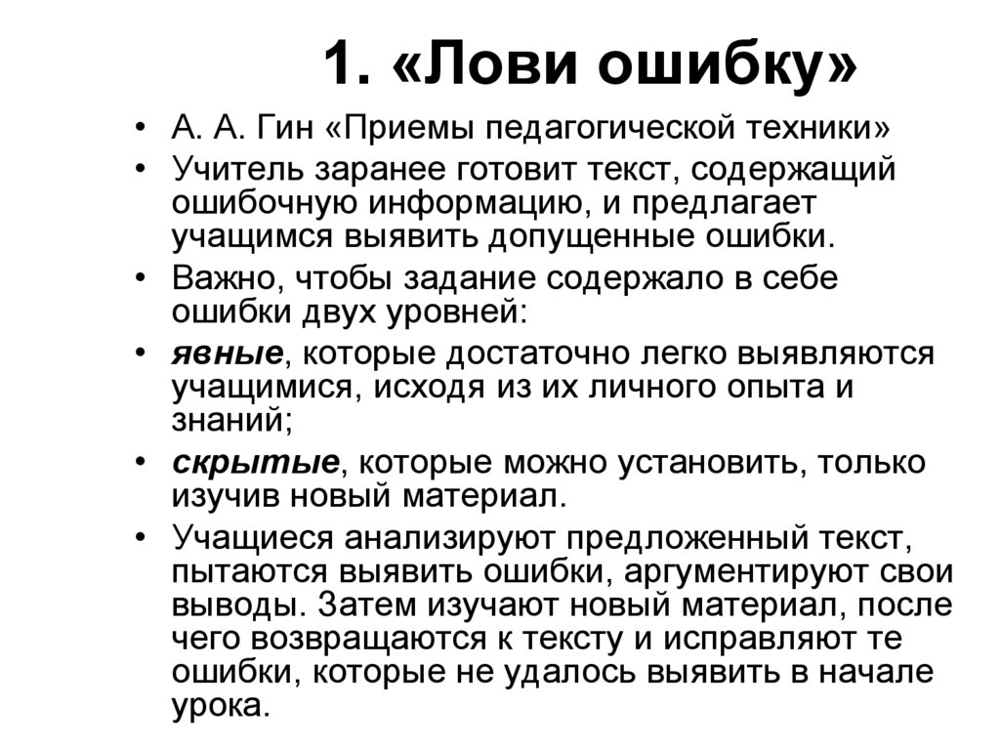 1. «Лови ошибку»
• А. А. Гин «Приемы педагогической техники»
• Учитель заранее готовит текст, содержащий
ошибочную информацию, и предлагает
учащимся выявить допущенные ошибки.
• Важно, чтобы задание содержало в себе
ошибки двух уровней:
• явные, которые достаточно легко выявляются
учащимися, исходя из их личного опыта и
знаний;
• скрытые, которые можно установить, только
изучив новый материал.
• Учащиеся анализируют предложенный текст,
пытаются выявить ошибки, аргументируют свои
выводы. Затем изучают новый материал, после
чего возвращаются к тексту и исправляют те
ошибки, которые не удалось выявить в начале
урока.